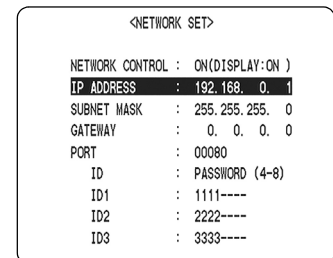 <NETWORK SET>
NETWORK CONTROL : ON(DISPLAY:ON )
IP ADDRESS : 192.168. 0. 1
SUBNET MASK : 255.255.255. 0
GATEWAY : 0. 0. 0. 0
PORT : 00080
ID : PASSWORD (4-8)
ID1 : 1111----
ID2 : 2222----
ID3 : 3333----